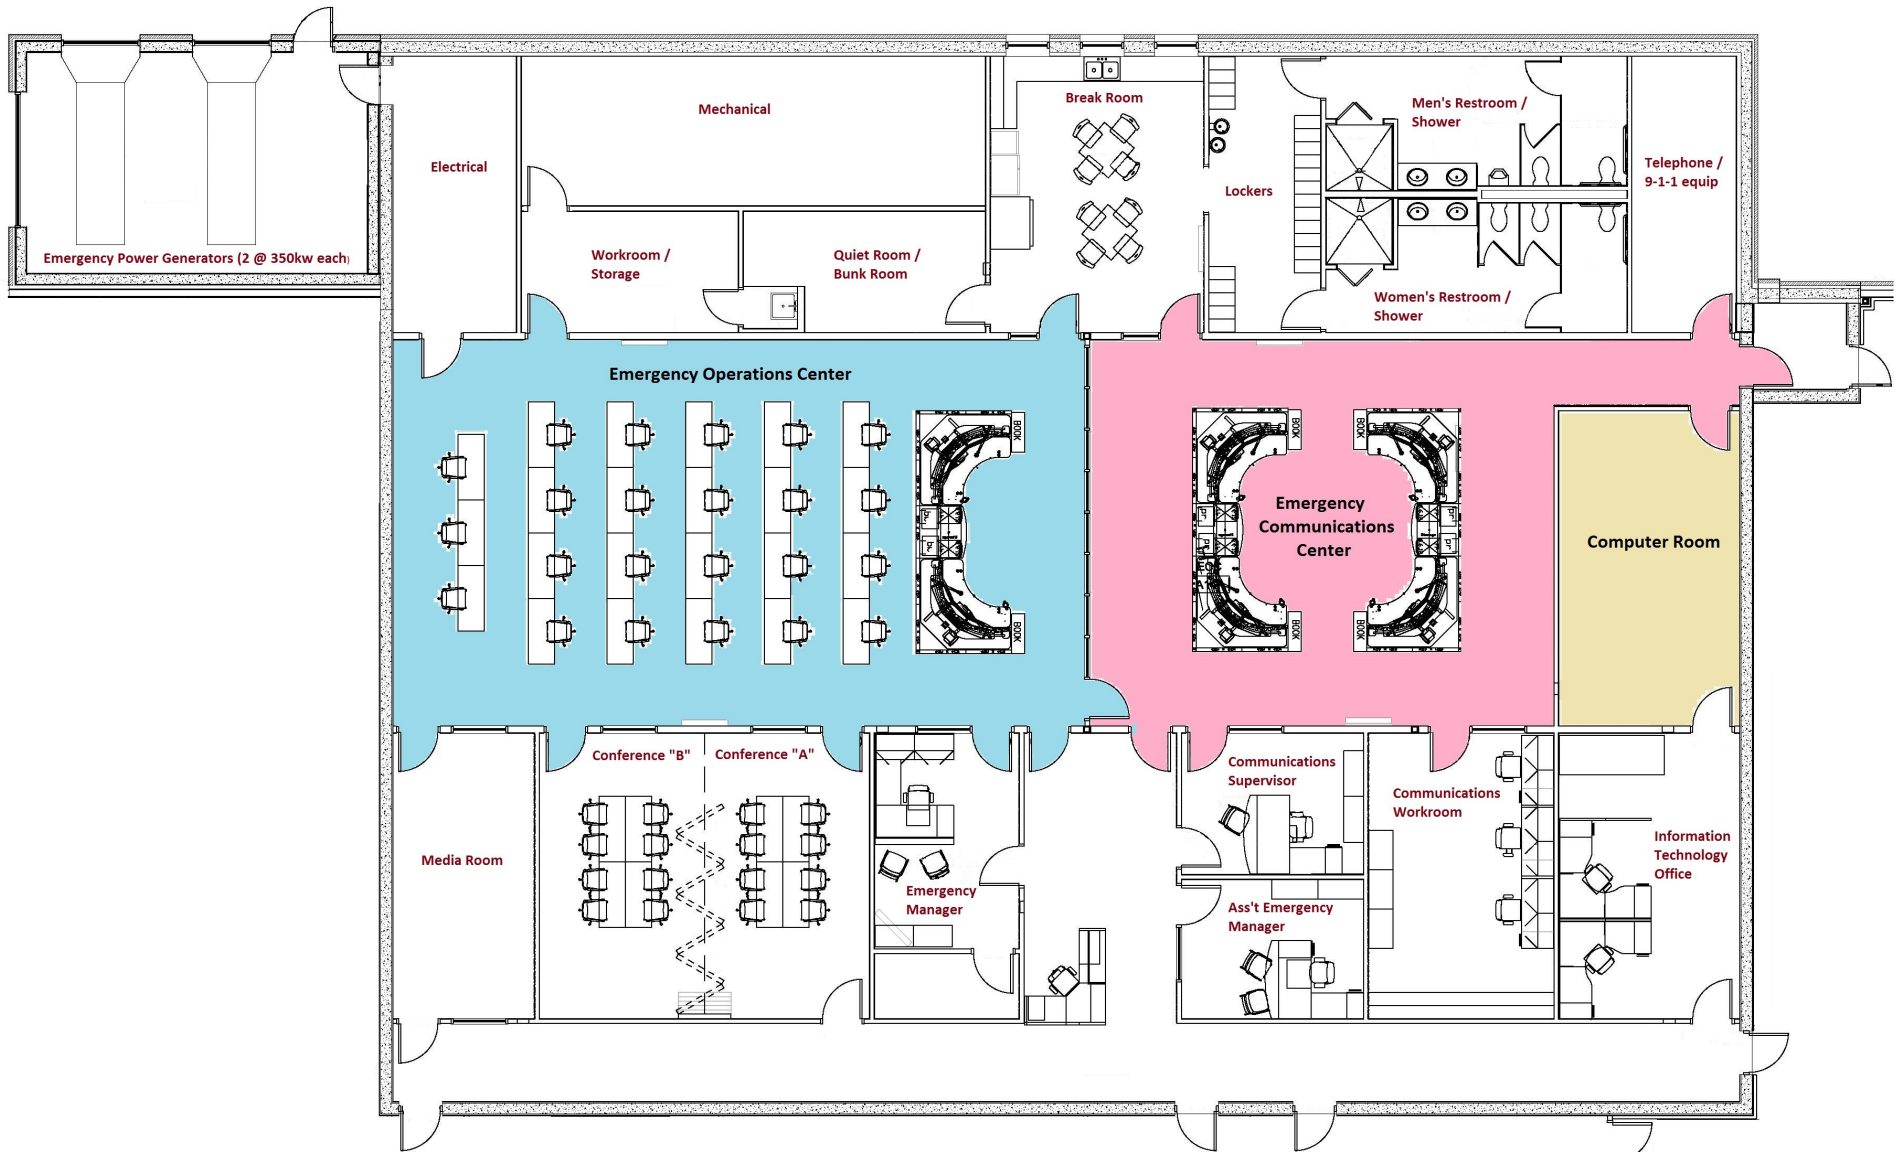 Mechanical
Break Room
Men's Restroom /
Shower
Electrical
Telephone /
9-1-1 equip
Lockers
Emergency Power Generators (2 @ 350kw each)
Workroom /
Storage
Quiet Room /
Bunk Room
Women's Restroom /
Shower
Emergency Operations Center
BOOK
BOOK
BOOK
BOOK
BOOK
BOOK
Emergency
Communications
Center
Computer Room
Conference "B"
Conference "A"
Communications
Supervisor
Communications
Workroom
Media Room
Emergency
Manager
Information
Technology
Office
Ass't Emergency
Manager